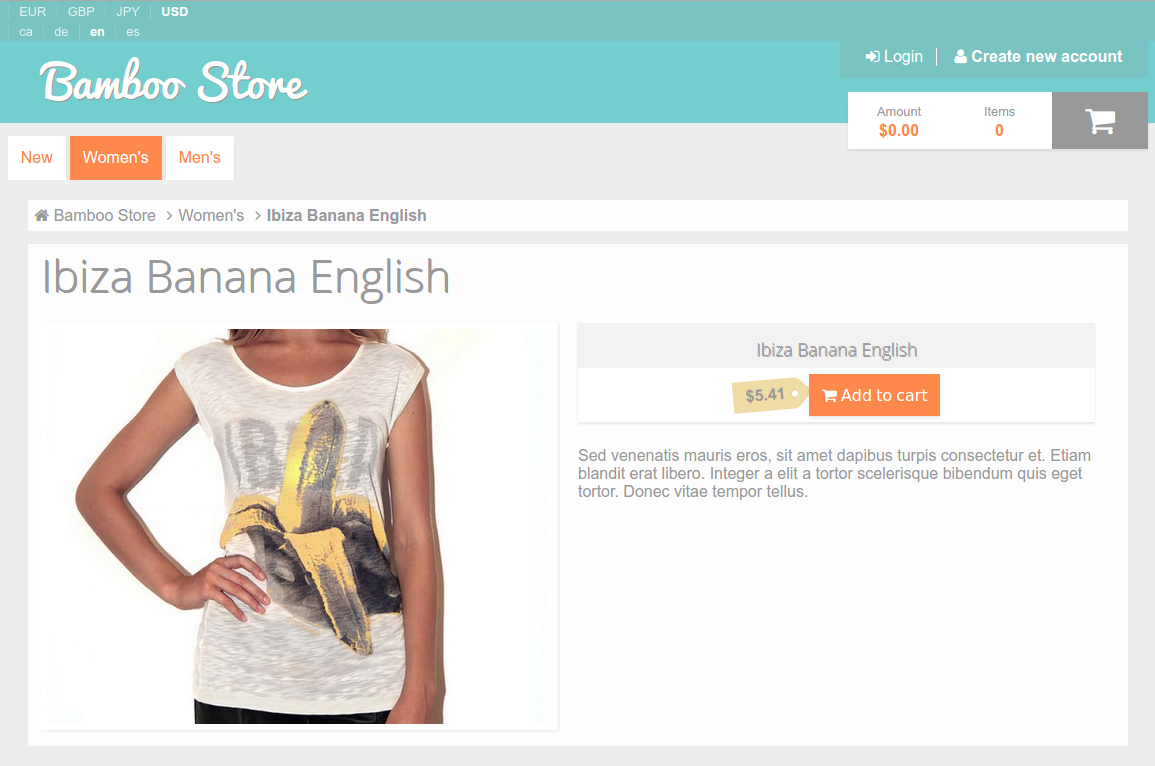 EUR GBP JPY USD
ca de en es
Bamboo Store
Login Create new account
Amount Items
$0.00 0
New Women's Men's
Bamboo Store > Women's > Ibiza Banana English
Ibiza Banana English
IBIZA
Ibiza Banana English
$5.41 Add to cart
Sed venenatis mauris eros, sit amet dapibus turpis consectetur et. Etiam
blandit erat libero. Integer a elit a tortor scelerisque bibendum quis eget
tortor. Donec vitae tempor tellus.